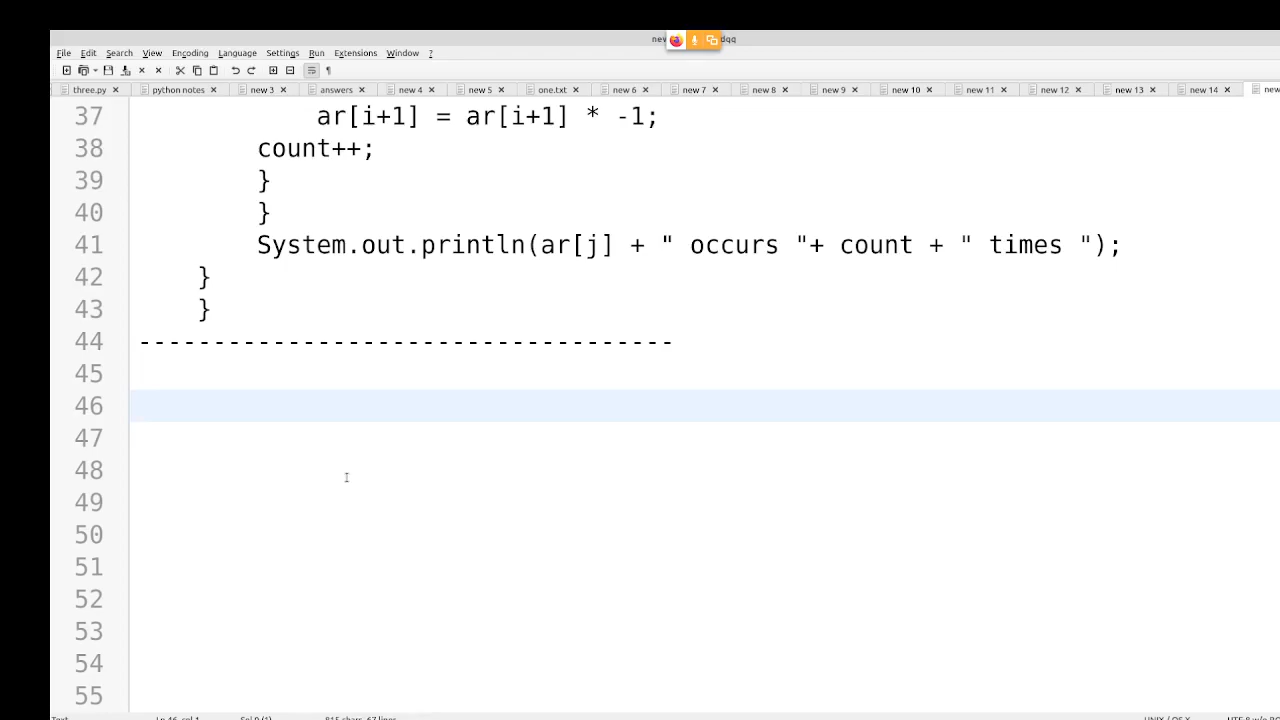 new dqq
File Edit Search View Encoding Language Settings Run Extensions Window ?
three.py python notes new 3 answers new 4 new 5 one.txt new 6 new 7 new 8 new 9 new 10 new 11 new 12 new 13 new 14 new
37 ar[i+1] = ar[i+1] * -1;
38 count++;
39 }
40 }
41 System.out.println(ar[j] + " occurs "+ count + " times ");
42 }
43 }
44 ------------------------------------
45
46
47
48
49
50
51
52
53
54
55